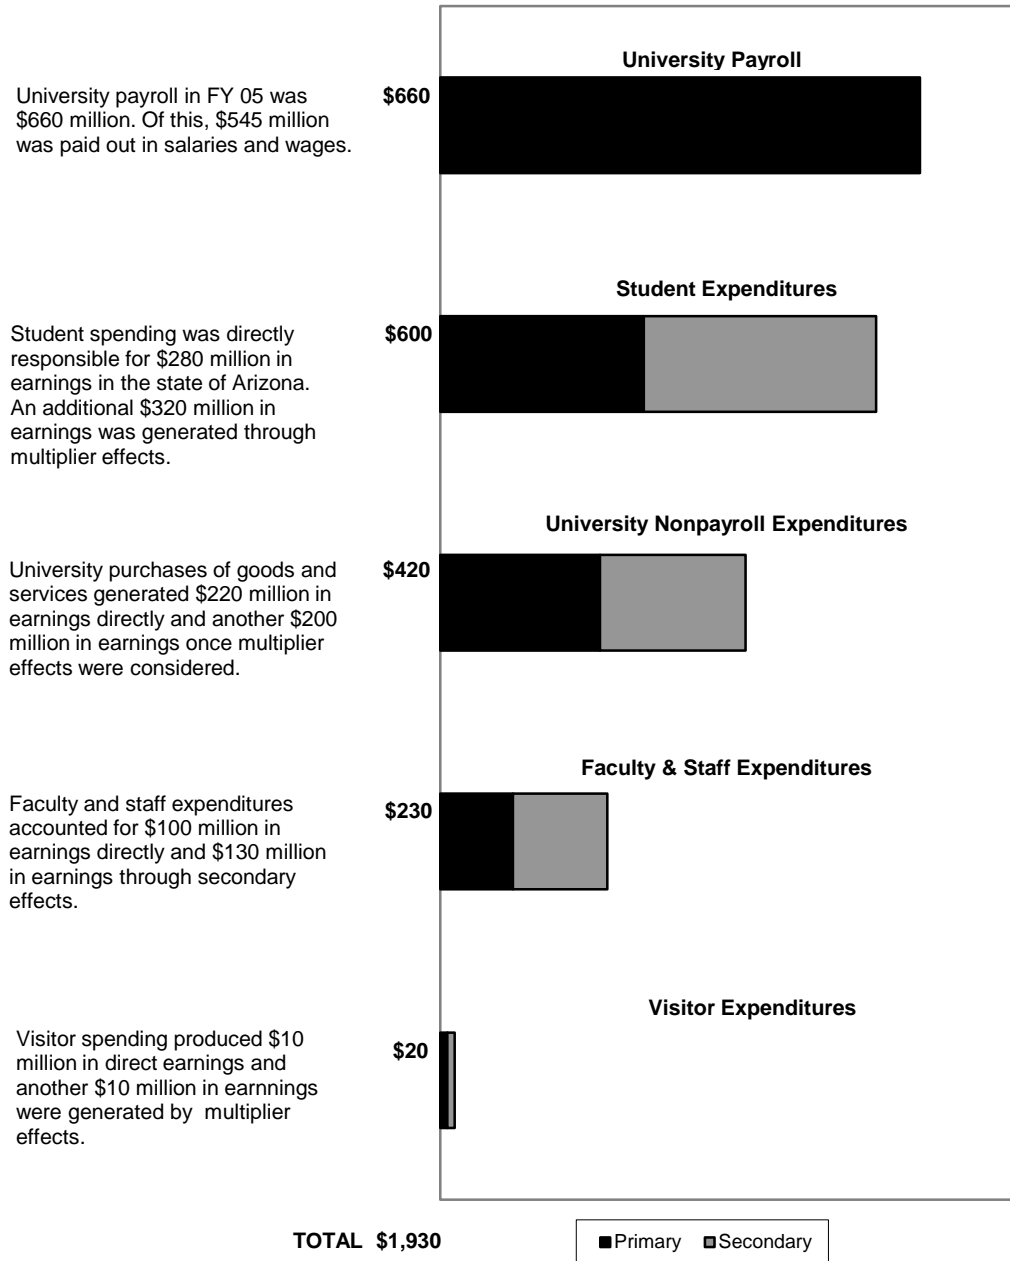 University Payroll
University payroll in FY 05 was
$660 million. Of this, $545 million
was paid out in salaries and wages.
$660
Student Expenditures
Student spending was directly
responsible for $280 million in
earnings in the state of Arizona.
An additional $320 million in
earnings was generated through
multiplier effects.
$600
University Nonpayroll Expenditures
University purchases of goods and
services generated $220 million in
earnings directly and another $200
million in earnings once multiplier
effects were considered.
$420
Faculty & Staff Expenditures
Faculty and staff expenditures
accounted for $100 million in
earnings directly and $130 million
in earnings through secondary
effects.
$230
Visitor Expenditures
Visitor spending produced $10
million in direct earnings and
another $10 million in earnnings
were generated by  multiplier
effects.
$20
TOTAL $1,930
Primary Secondary